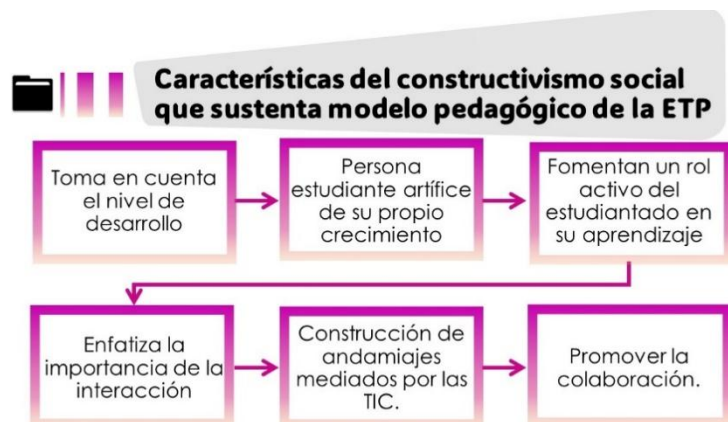 Características del constructivismo social
que sustenta modelo pedagógico de la ETP
Toma en cuenta
el nivel de
desarrollo
Persona
estudiante artífice
de su propio
crecimiento
Fomentan un rol
activo del
estudiantado en
su aprendizaje
Enfatiza la
importancia de la
interacción
Construcción de
andamiajes
mediados por las
TIC.
Promover la
colaboración.